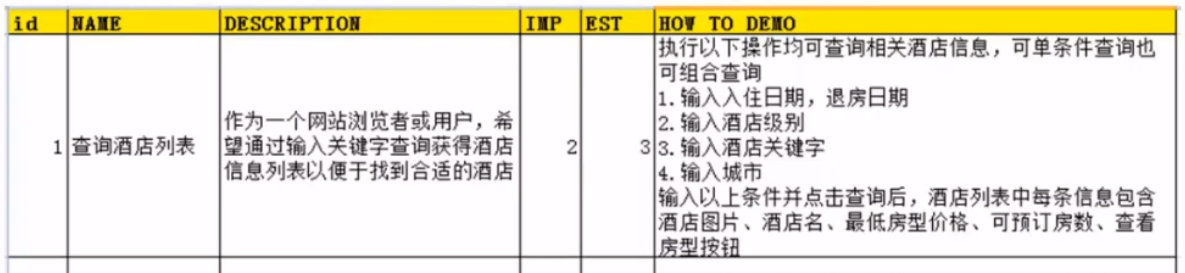 id NAME DESCRIPTION IMP EST HOW TO DEMO
1 查询酒店列表
作为一个网站浏览者或用户，希
望通过输入关键字查询获得酒店
信息列表以便于找到合适的酒店
2 3
执行以下操作均可查询相关酒店信息，可单条件查询也
可组合查询
1.输入入住日期，退房日期
2.输入酒店级别
3.输入酒店关键字
4.输入城市
输入以上条件并点击查询后，酒店列表中每条信息包含
酒店图片、酒店名、最低房型价格、可预订房数、查看
房型按钮